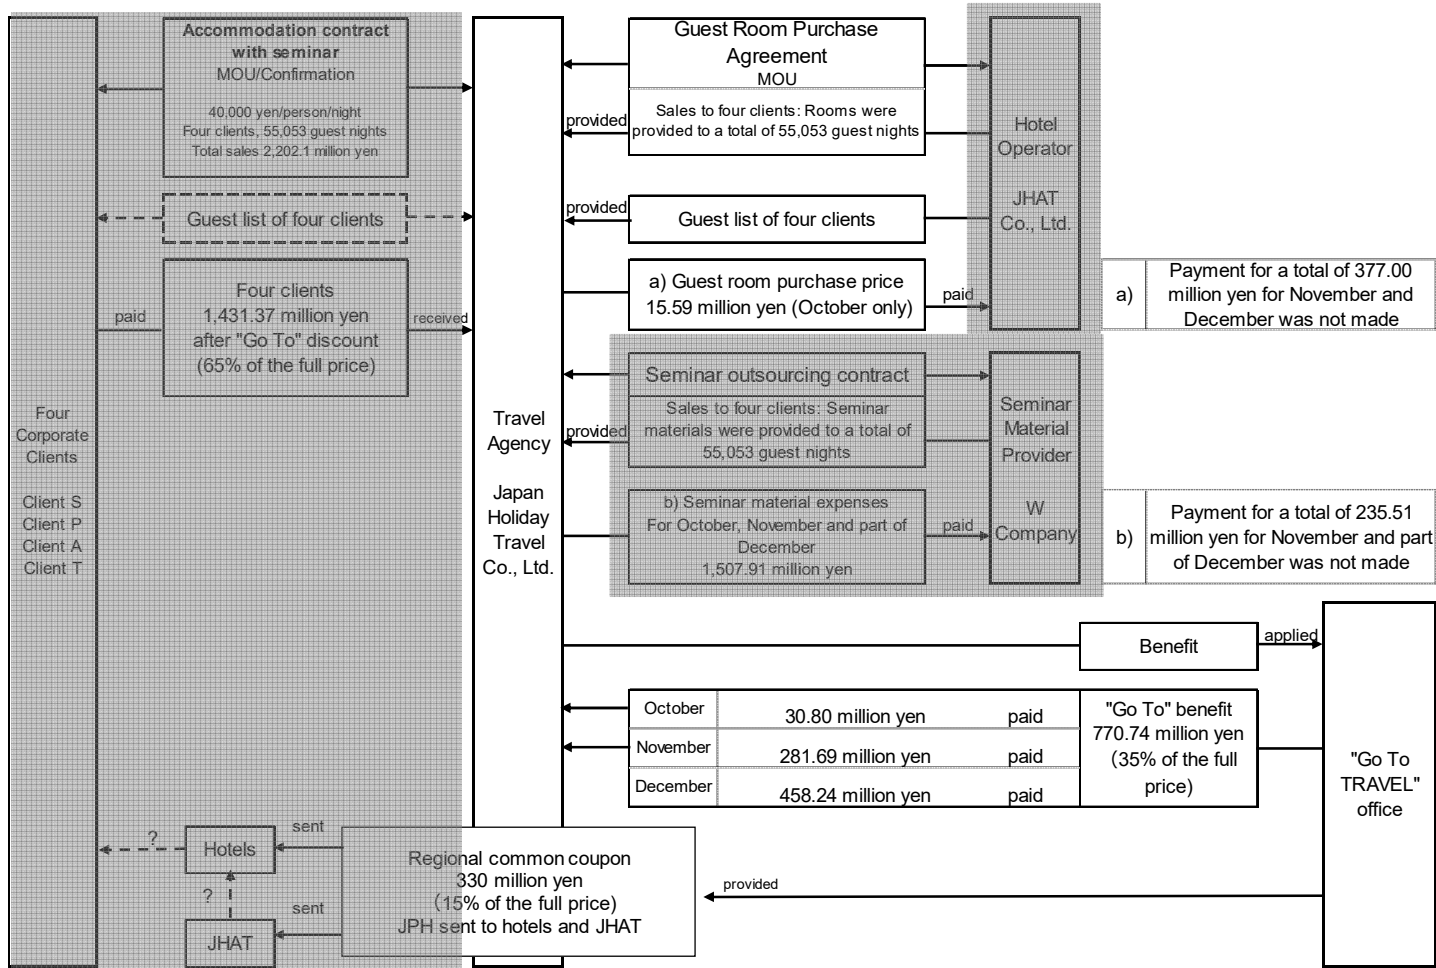 Accommodation contract
with seminar
MOU/Confirmation
40,000 yen/person/night
Four clients, 55,053 guest nights
Total sales 2,202.1 million yen
Guest list of four clients
Four clients
1,431.37 million yen
after "Go To" discount
(65% of the full price)
paid
received
Four
Corporate
Clients
Client S
Client P
Client A
Client T
Travel
Agency
Japan
Holiday
Travel
Co., Ltd.
Guest Room Purchase
Agreement
MOU
Sales to four clients: Rooms were
provided to a total of 55,053 guest nights
provided
Guest list of four clients
provided
a) Guest room purchase price
15.59 million yen (October only)
paid
Hotel
Operator
JHAT
Co., Ltd.
a)
Payment for a total of 377.00
million yen for November and
December was not made
Seminar outsourcing contract
Sales to four clients: Seminar
materials were provided to a total of
55,053 guest nights
provided
b) Seminar material expenses
For October, November and part of
December
1,507.91 million yen
paid
Seminar
Material
Provider
W
Company
b)
Payment for a total of 235.51
million yen for November and part
of December was not made
Benefit
applied
October 30.80 million yen paid
November 281.69 million yen paid
December 458.24 million yen paid
"Go To" benefit
770.74 million yen
(35% of the full
price)
"Go To
TRAVEL"
office
Regional common coupon
330 million yen
(15% of the full price)
JPH sent to hotels and JHAT
provided
sent
Hotels
?
?
sent
JHAT